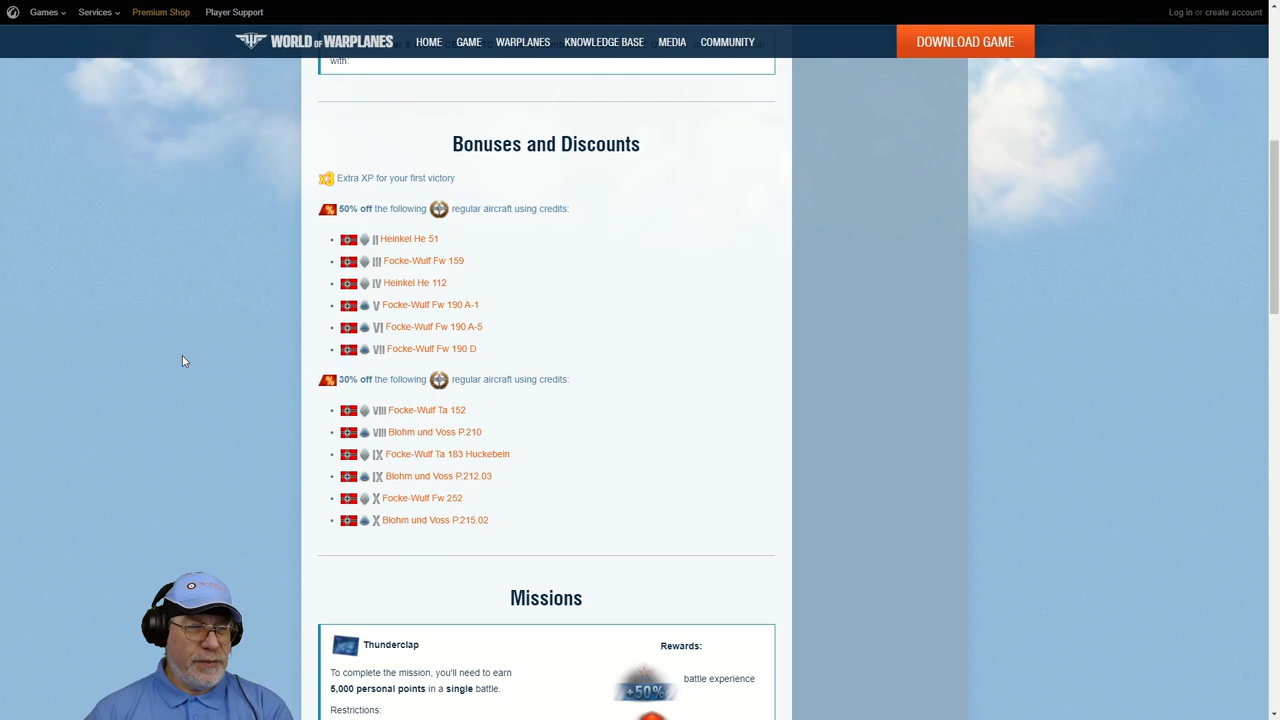 Games Services Premium Shop Player Support Log in or create account
WORLD OF WARPLANES HOME GAME WARPLANES KNOWLEDGE BASE MEDIA COMMUNITY DOWNLOAD GAME
with:
Bonuses and Discounts
x3 Extra XP for your first victory
% 50% off the following regular aircraft using credits:
II Heinkel He 51
III Focke-Wulf Fw 159
IV Heinkel He 112
V Focke-Wulf Fw 190 A-1
VI Focke-Wulf Fw 190 A-5
VII Focke-Wulf Fw 190 D
% 30% off the following regular aircraft using credits:
VIII Focke-Wulf Ta 152
VIII Blohm und Voss P.210
IX Focke-Wulf Ta 183 Huckebein
IX Blohm und Voss P.212.03
X Focke-Wulf Fw 252
X Blohm und Voss P.215.02
Missions
Thunderclap
Rewards:
To complete the mission, you'll need to earn
5,000 personal points in a single battle.
+50% battle experience
Restrictions: